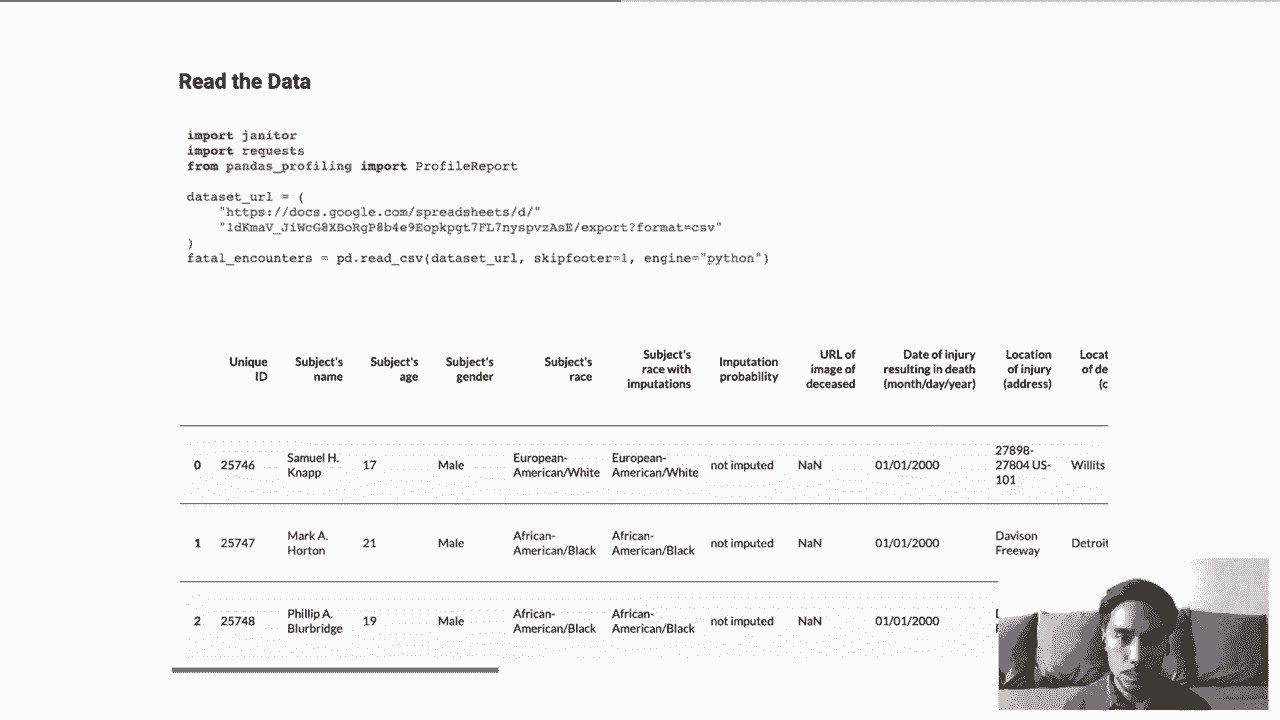 Read the Data
import janitor
import requests
from pandas_profiling import ProfileReport
dataset_url = (
"https://docs.google.com/spreadsheets/d/"
"1dKmaV_JiWcG8XBoRgP8b4e9Eopkpgt7FL7nyspvzAsE/export?format=csv"
)
fatal_encounters = pd.read_csv(dataset_url, skipfooter=1, engine="python")
Unique ID Subject's name Subject's age Subject's gender Subject's race Subject's race with imputations Imputation probability URL of image of deceased Date of injury resulting in death (month/day/year) Location of injury (address) Locat of de (c
0 25746 Samuel H. Knapp 17 Male European-American/White European-American/White not imputed NaN 01/01/2000 27898-27804 US-101 Willits
1 25747 Mark A. Horton 21 Male African-American/Black African-American/Black not imputed NaN 01/01/2000 Davison Freeway Detroit
2 25748 Phillip A. Blurbridge 19 Male African-American/Black African-American/Black not imputed NaN 01/01/2000